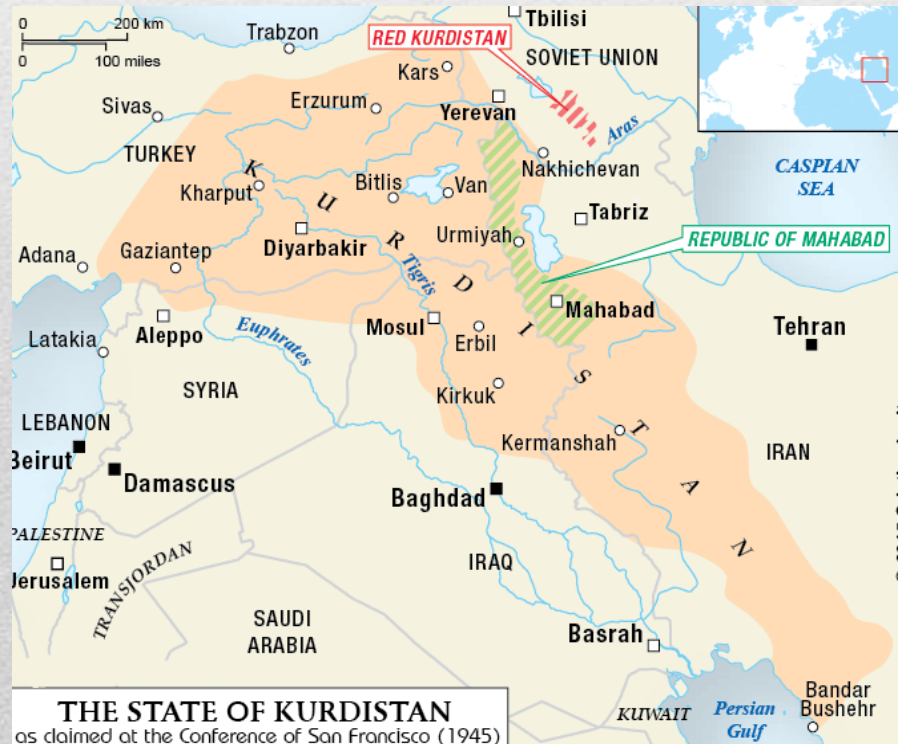 0 200 km
0 100 miles
Trabzon
Tbilisi
RED KURDISTAN
SOVIET UNION
Kars
Sivas
Erzurum
Yerevan
Aras
TURKEY
Nakhichevan
CASPIAN
SEA
Kharput
Bitlis
Van
Tabriz
KURDISTAN
Diyarbakir
Urmiyah
REPUBLIC OF MAHABAD
Adana
Gaziantep
Tigris
Mahabad
Aleppo
Mosul
Erbil
Tehran
Latakia
Euphrates
SYRIA
Kirkuk
LEBANON
Kermanshah
IRAN
Beirut
Damascus
Baghdad
PALESTINE
Jerusalem
TRANSJORDAN
IRAQ
SAUDI
ARABIA
Basrah
KUWAIT
Persian
Gulf
Bandar
Bushehr
THE STATE OF KURDISTAN
as claimed at the Conference of San Francisco (1945)